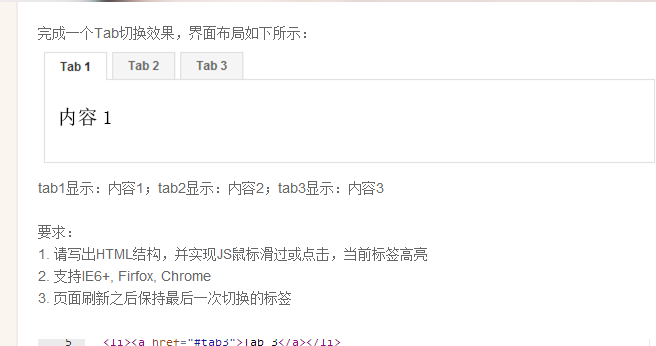 完成一个Tab切换效果，界面布局如下所示：
Tab 1 Tab 2 Tab 3
内容 1
tab1显示：内容1；tab2显示：内容2；tab3显示：内容3
要求：
1. 请写出HTML结构，并实现JS鼠标滑过或点击，当前标签高亮
2. 支持IE6+, Firfox, Chrome
3. 页面刷新之后保持最后一次切换的标签
5 <li><a href="#tab3">Tab 3</a></li>